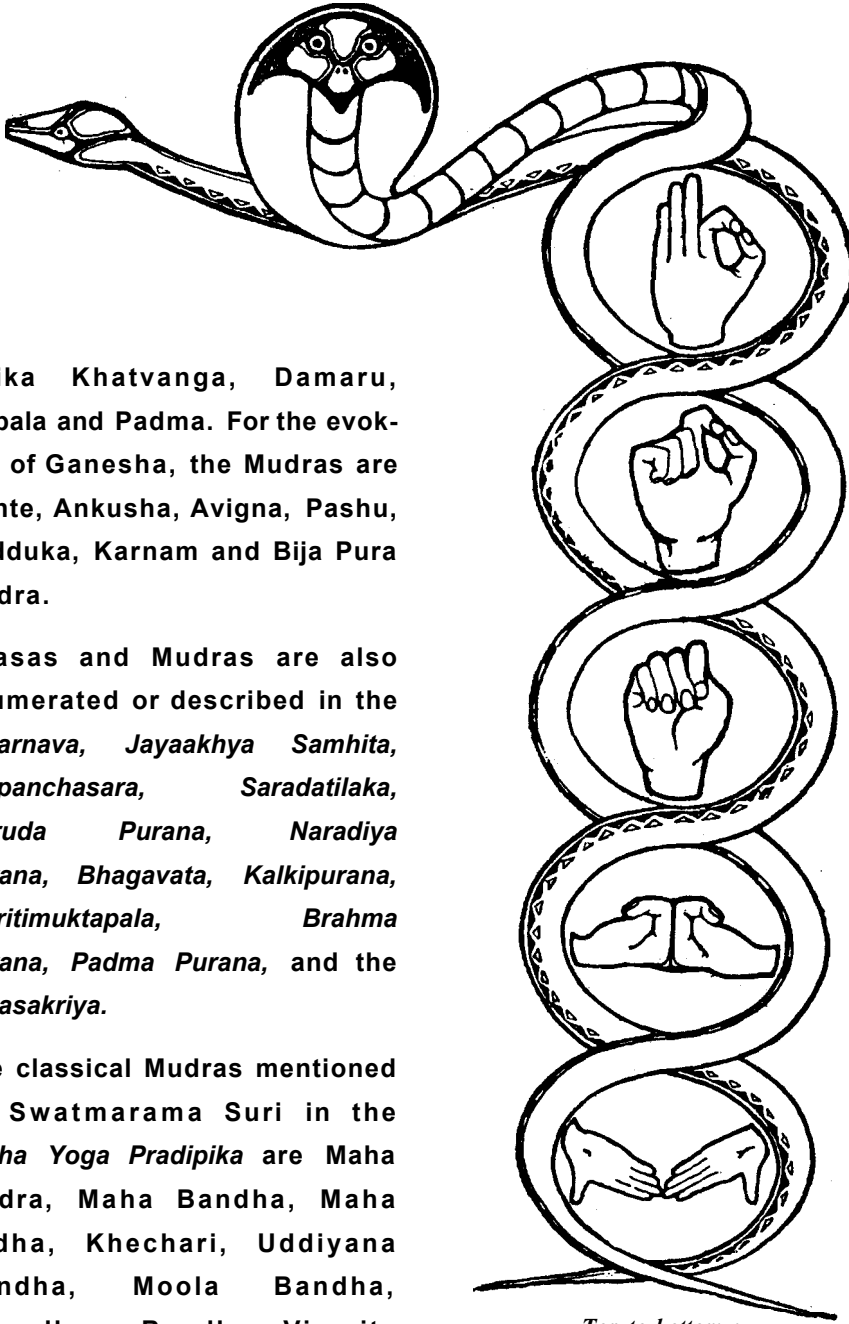 ika Khatvanga, Damaru,
pala and Padma. For the evok-
of Ganesha, the Mudras are
nte, Ankusha, Avigna, Pashu,
dduka, Karnam and Bija Pura
dra.
asas and Mudras are also
umerated or described in the
arnava, Jayaakhya Samhita,
panchasara, Saradatilaka,
ruda Purana, Naradiya
ana, Bhagavata, Kalkipurana,
ritimuktapala, Brahma
ana, Padma Purana, and the
asakriya.
e classical Mudras mentioned
Swatmarama Suri in the
ha Yoga Pradipika are Maha
dra, Maha Bandha, Maha
dha, Khechari, Uddiyana
ndha, Moola Bandha,